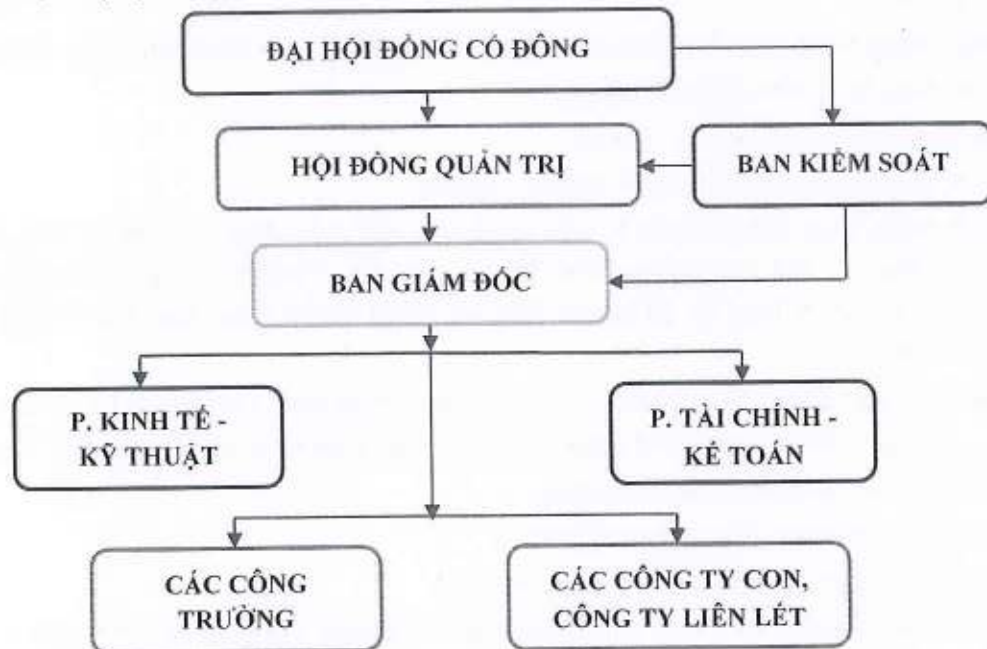 ĐẠI HỘI ĐỒNG CỔ ĐÔNG
HỘI ĐỒNG QUẢN TRỊ
BAN KIỂM SOÁT
BAN GIÁM ĐỐC
P. KINH TẾ -
KỸ THUẬT
P. TÀI CHÍNH -
KẾ TOÁN
CÁC CÔNG
TRƯỜNG
CÁC CÔNG TY CON,
CÔNG TY LIÊN LÉT